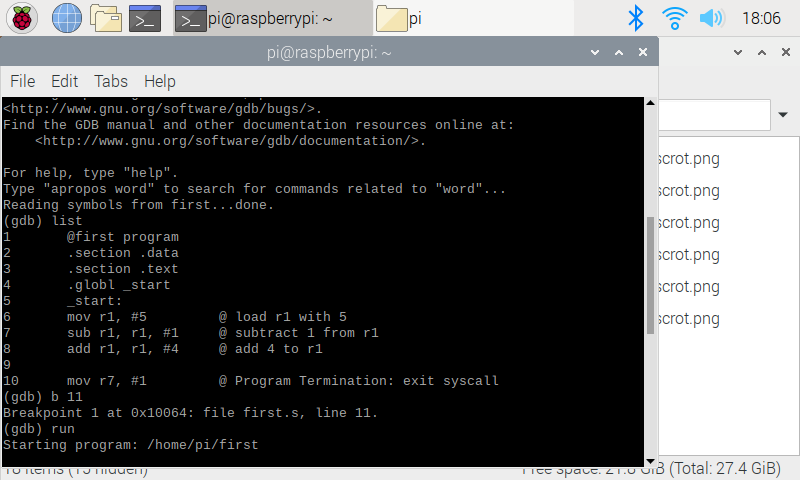 pi@raspberrypi: ~
pi
18:06
pi@raspberrypi: ~
File Edit Tabs Help
<http://www.gnu.org/software/gdb/bugs/>.
Find the GDB manual and other documentation resources online at:
<http://www.gnu.org/software/gdb/documentation/>.
For help, type "help".
Type "apropos word" to search for commands related to "word"...
Reading symbols from first...done.
(gdb) list
1 @first program
2 .section .data
3 .section .text
4 .globl _start
5 _start:
6 mov r1, #5 @ load r1 with 5
7 sub r1, r1, #1 @ subtract 1 from r1
8 add r1, r1, #4 @ add 4 to r1
9
10 mov r7, #1 @ Program Termination: exit syscall
(gdb) b 11
Breakpoint 1 at 0x10064: file first.s, line 11.
(gdb) run
Starting program: /home/pi/first
scrot.png
scrot.png
scrot.png
scrot.png
scrot.png
scrot.png
items (15 hidden)
Free space: 21.8 GiB (Total: 27.4 GiB)